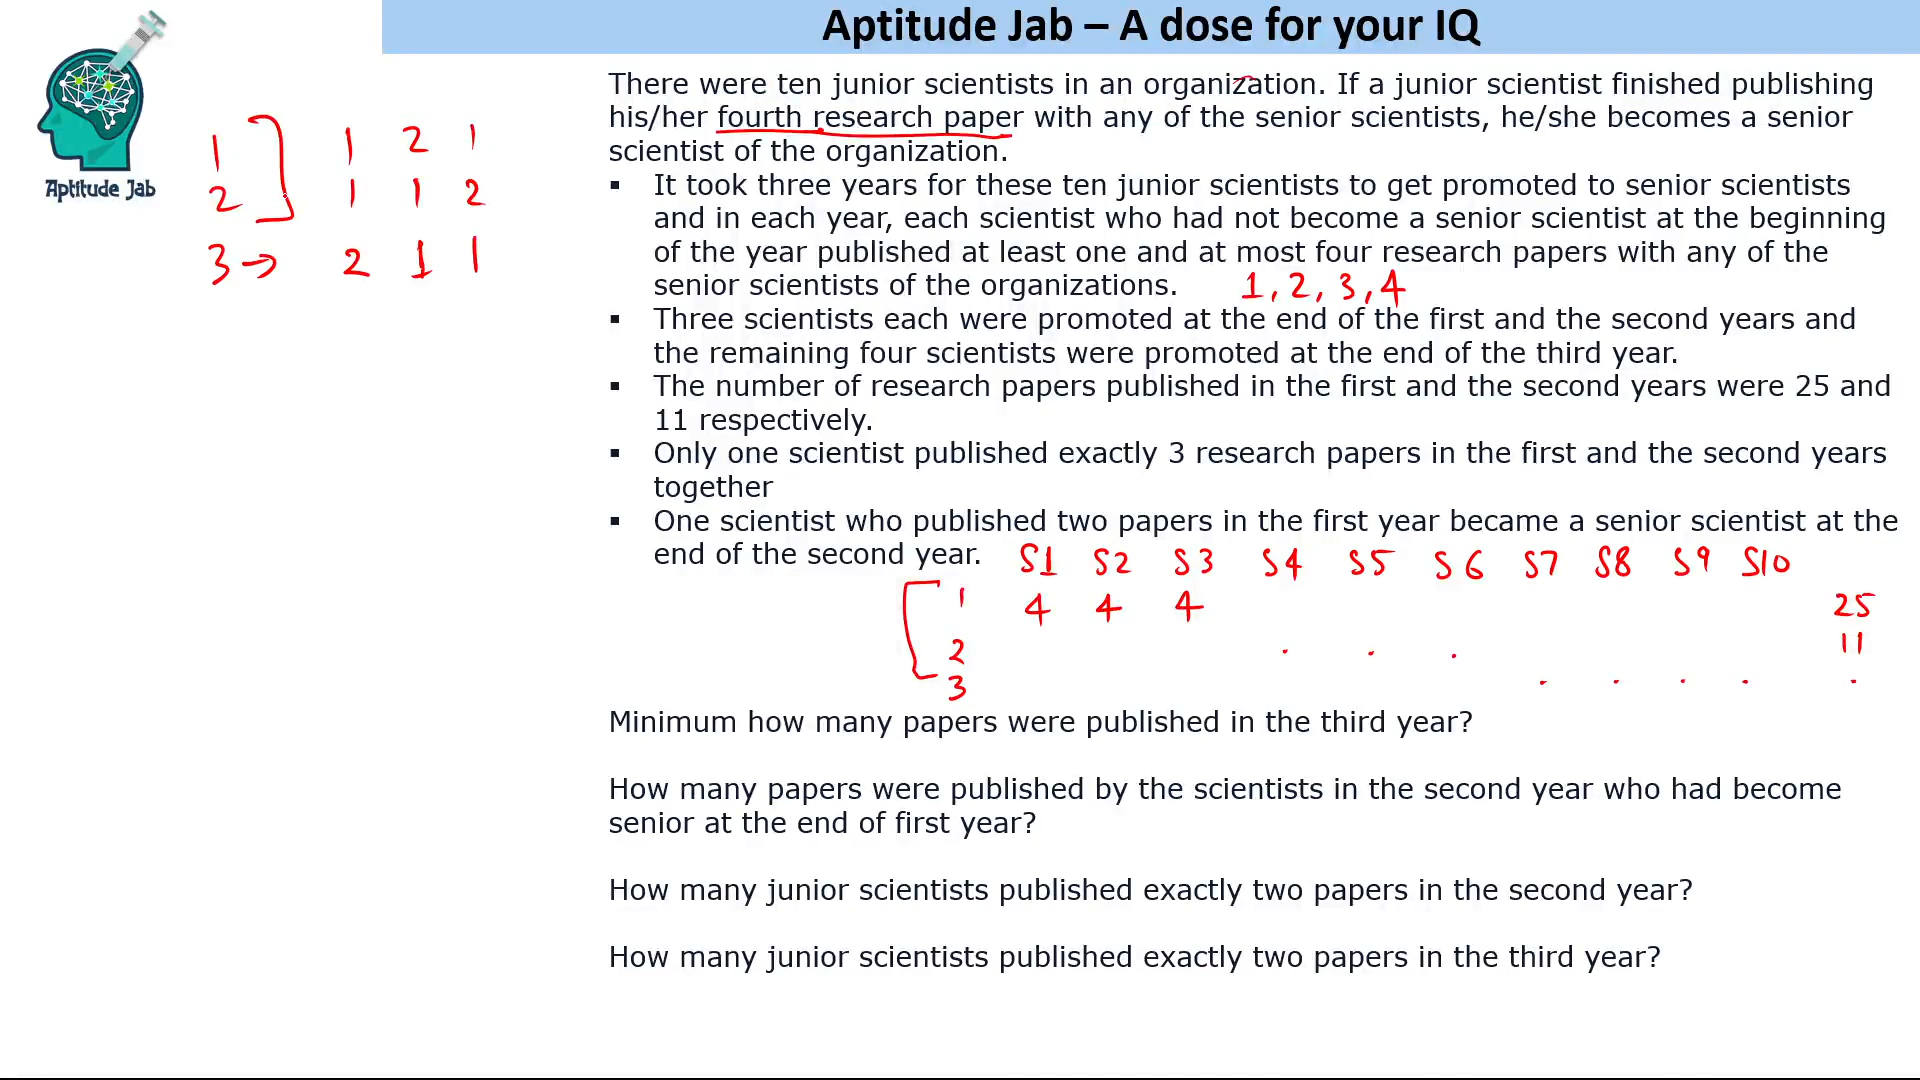 Aptitude Jab – A dose for your IQ
There were ten junior scientists in an organization. If a junior scientist finished publishing
his/her fourth research paper with any of the senior scientists, he/she becomes a senior
scientist of the organization.
Aptitude Jab
1 1 2 1
2 1 1 2
3 → 2 1 1
▪ It took three years for these ten junior scientists to get promoted to senior scientists
and in each year, each scientist who had not become a senior scientist at the beginning
of the year published at least one and at most four research papers with any of the
senior scientists of the organizations. 1, 2, 3, 4
▪ Three scientists each were promoted at the end of the first and the second years and
the remaining four scientists were promoted at the end of the third year.
▪ The number of research papers published in the first and the second years were 25 and
11 respectively.
▪ Only one scientist published exactly 3 research papers in the first and the second years
together
▪ One scientist who published two papers in the first year became a senior scientist at the
end of the second year.
S1 S2 S3 S4 S5 S6 S7 S8 S9 S10
1 4 4 4 25
2 . . . 11
3 . . . . .
Minimum how many papers were published in the third year?
How many papers were published by the scientists in the second year who had become
senior at the end of first year?
How many junior scientists published exactly two papers in the second year?
How many junior scientists published exactly two papers in the third year?